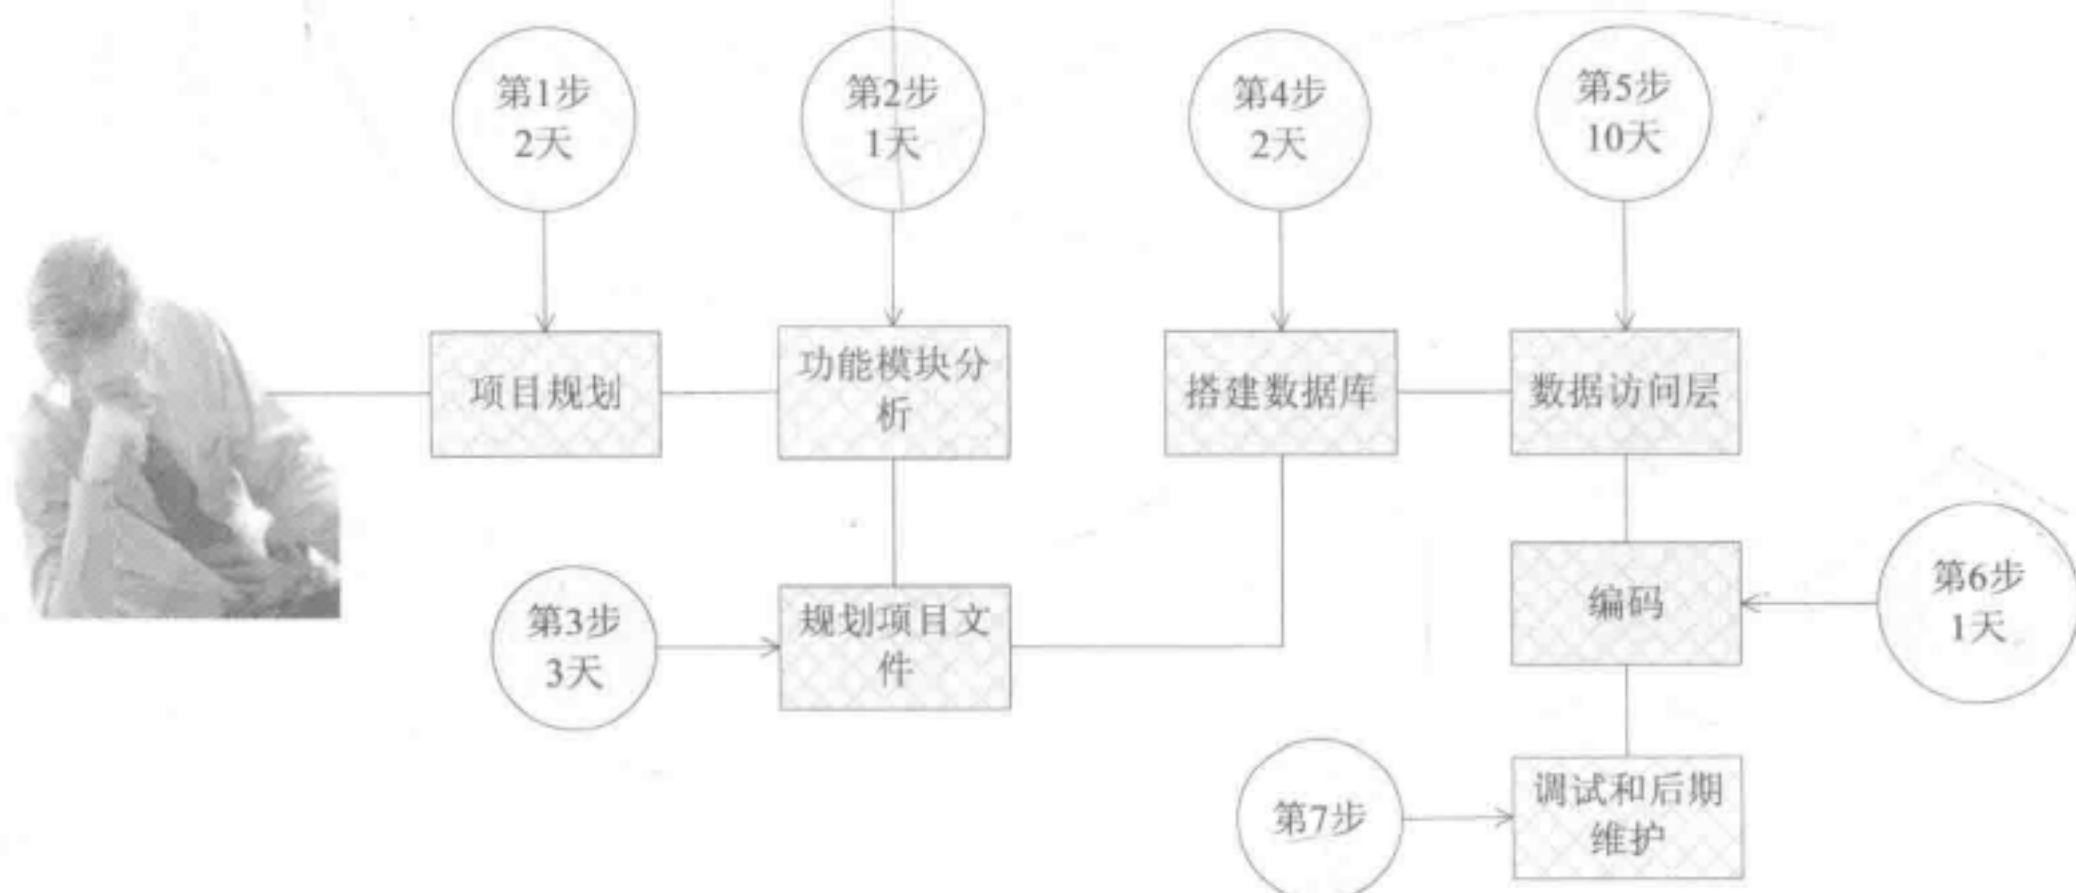 第1步
2天
第2步
1天
第4步
2天
第5步
10天
项目规划
功能模块分
析
搭建数据库
数据访问层
第3步
3天
规划项目文
件
编码
第6步
1天
第7步
调试和后期
维护